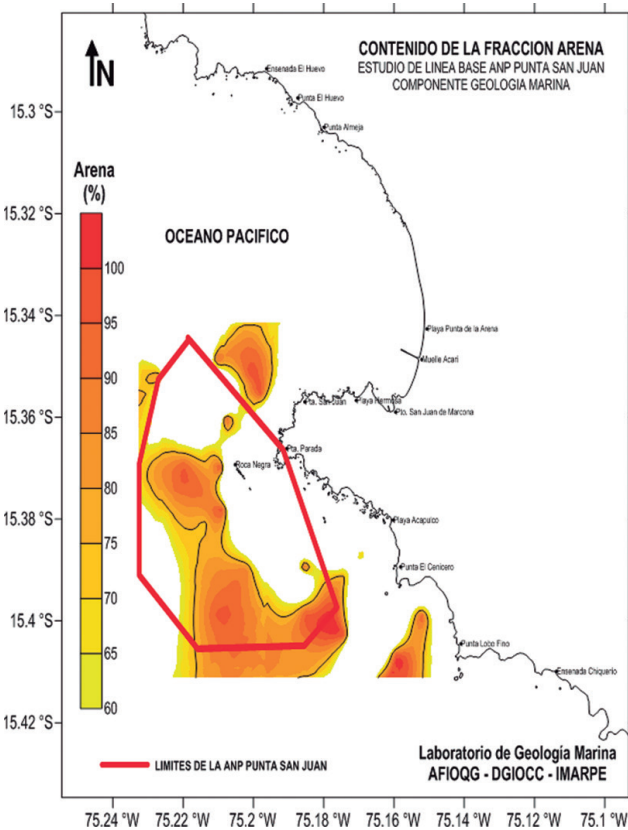 CONTENIDO DE LA FRACCION ARENA
ESTUDIO DE LINEA BASE ANP PUNTA SAN JUAN
COMPONENTE GEOLOGIA MARINA
N
Ensenada El Huevo
Punta El Huevo
Punta Almeja
15.3 °S
15.32 °S
15.34 °S
15.36 °S
15.38 °S
15.4 °S
15.42 °S
Arena
(%)
100
95
90
85
80
75
70
65
60
OCEANO PACIFICO
Playa Punta de la Arena
Muelle Acari
Pta. San Juan
Playa Hermosa
Pto. San Juan de Marcona
Pta. Parada
Roca Negra
Playa Acapulco
Punta El Cenicero
Punta Lobo Fino
Ensenada Chiquerio
LIMITES DE LA ANP PUNTA SAN JUAN
Laboratorio de Geología Marina
AFIOQG - DGIOCC - IMARPE
75.24 °W
75.22 °W
75.2 °W
75.18 °W
75.16 °W
75.14 °W
75.12 °W
75.1 °W